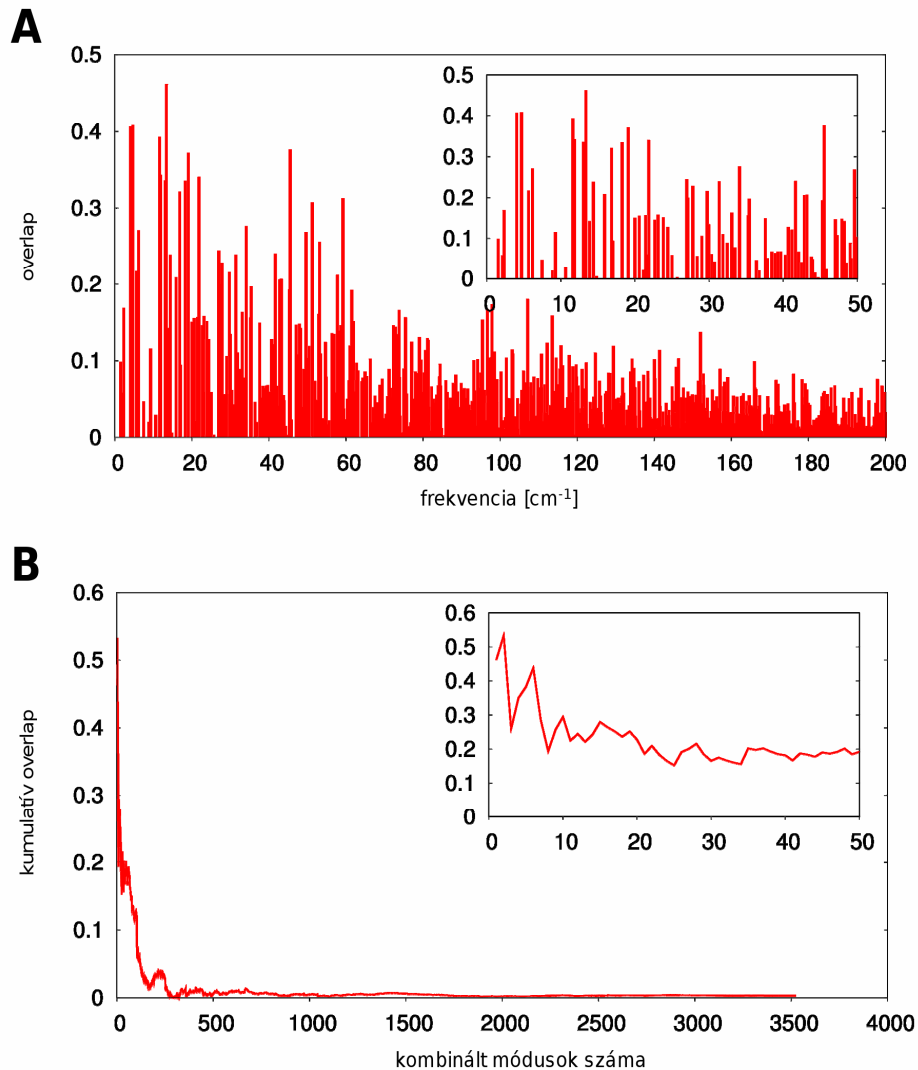 A
0.5
0.4
0.3
0.2
0.1
0
overlap
0.5
0.4
0.3
0.2
0.1
0
0 10 20 30 40 50
0 20 40 60 80 100 120 140 160 180 200
frekvencia [cm-1]
B
0.6
0.5
0.4
0.3
0.2
0.1
0
kumulatív overlap
0.6
0.5
0.4
0.3
0.2
0.1
0
0 10 20 30 40 50
0 500 1000 1500 2000 2500 3000 3500 4000
kombinált módusok száma